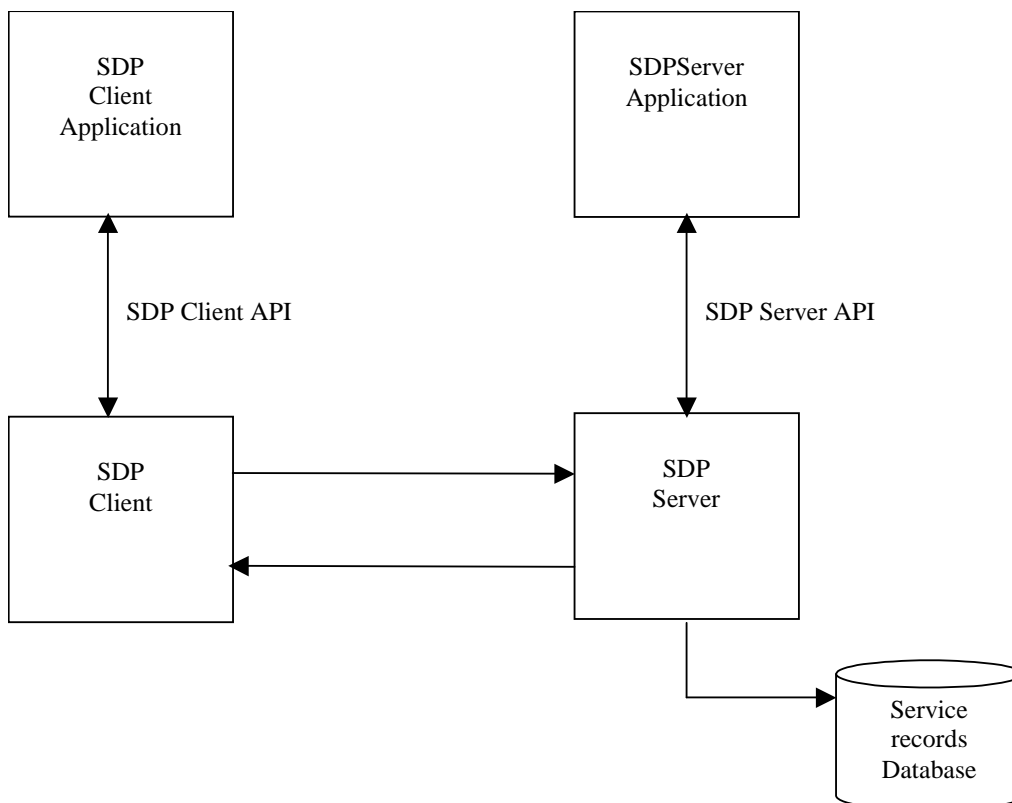 SDP
Client
Application
SDPServer
Application
SDP Client API
SDP Server API
SDP
Client
SDP
Server
Service
records
Database